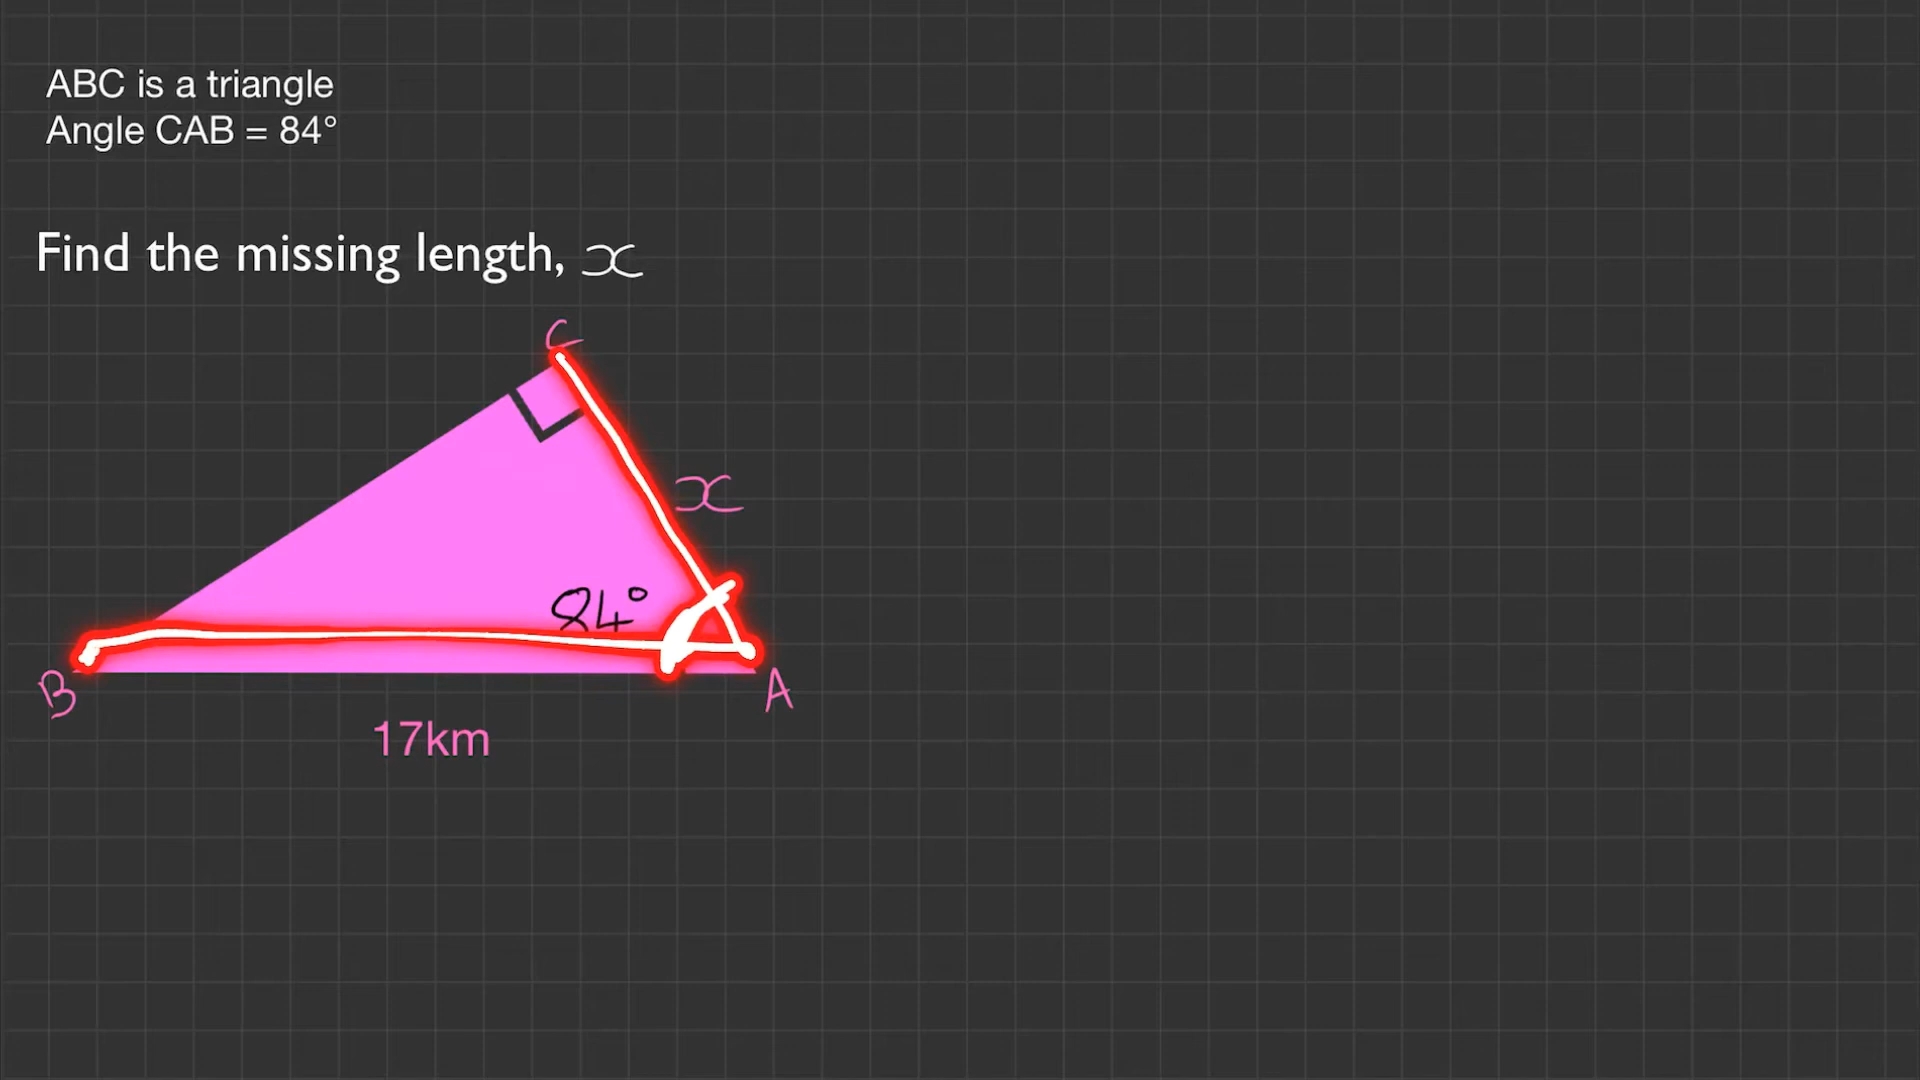 ABC is a triangle
Angle CAB = 84°
Find the missing length, x
C
x
84°
B
A
17km